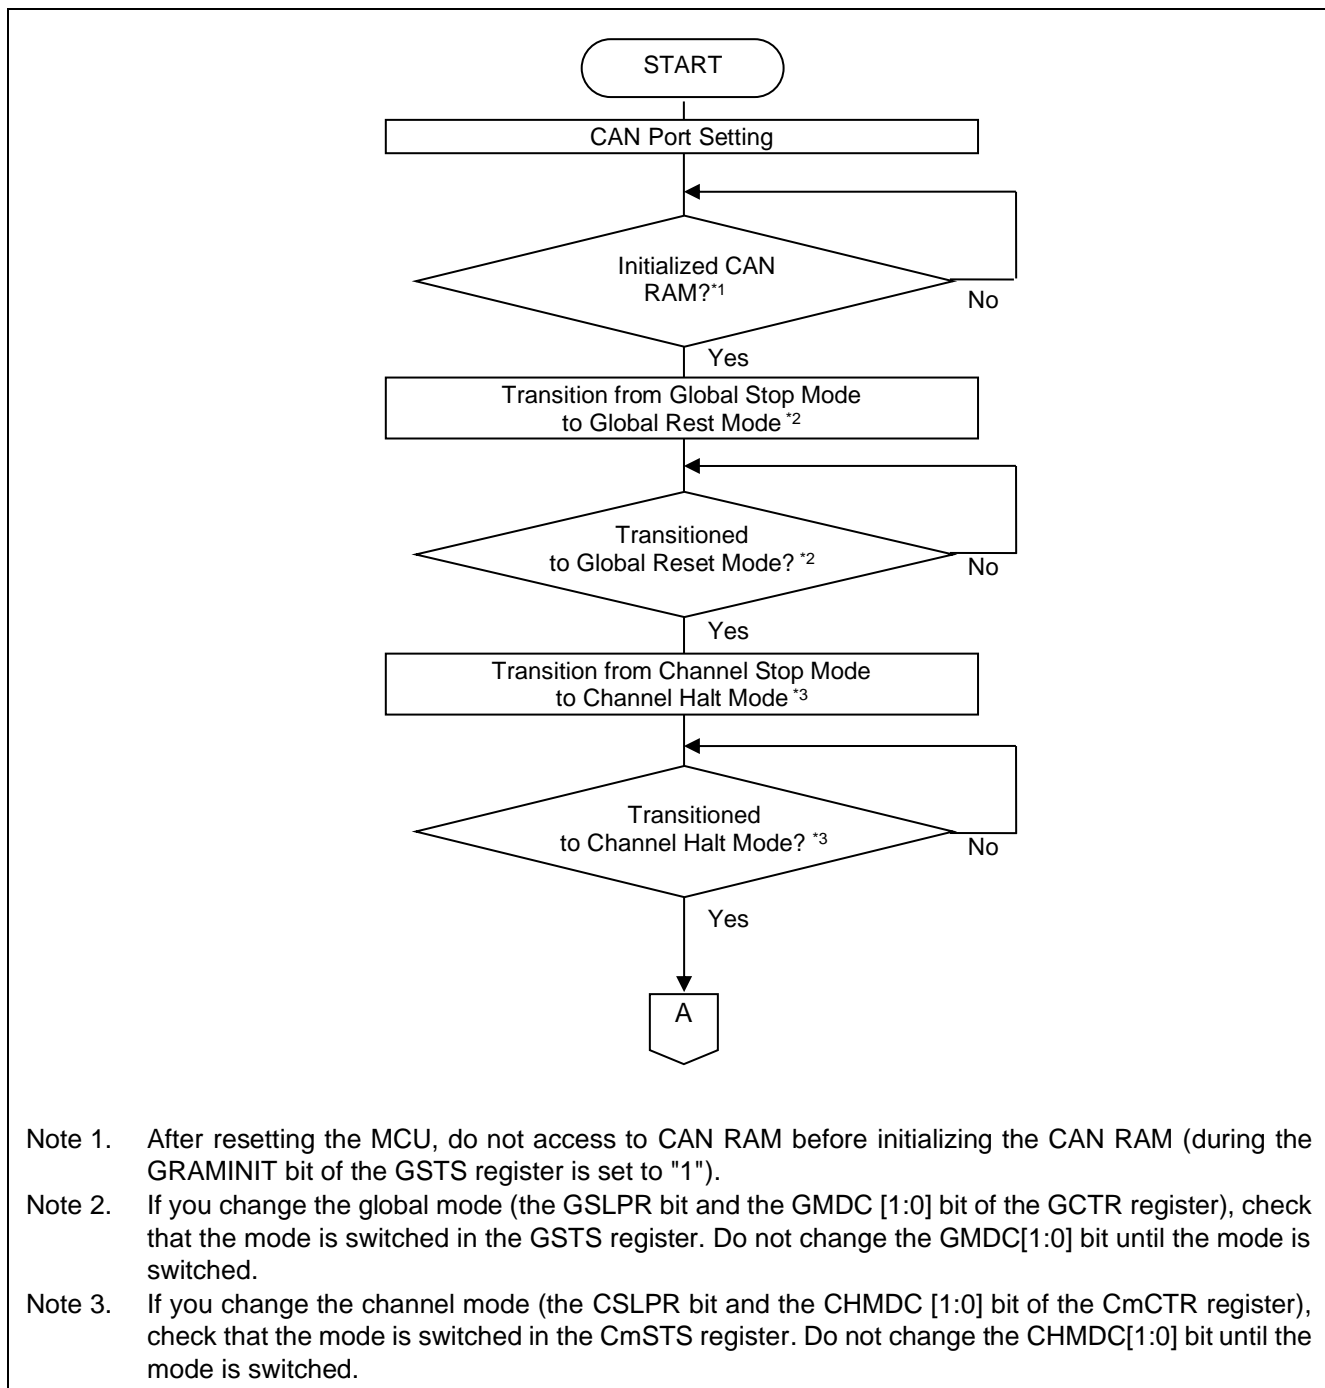 START
CAN Port Setting
Initialized CAN
RAM?*1
No
Yes
Transition from Global Stop Mode
to Global Rest Mode *2
Transitioned
to Global Reset Mode? *2
No
Yes
Transition from Channel Stop Mode
to Channel Halt Mode *3
Transitioned
to Channel Halt Mode? *3
No
Yes
A
Note 1. After resetting the MCU, do not access to CAN RAM before initializing the CAN RAM (during the
GRAMINIT bit of the GSTS register is set to "1").
Note 2. If you change the global mode (the GSLPR bit and the GMDC [1:0] bit of the GCTR register), check
that the mode is switched in the GSTS register. Do not change the GMDC[1:0] bit until the mode is
switched.
Note 3. If you change the channel mode (the CSLPR bit and the CHMDC [1:0] bit of the CmCTR register),
check that the mode is switched in the CmSTS register. Do not change the CHMDC[1:0] bit until the
mode is switched.